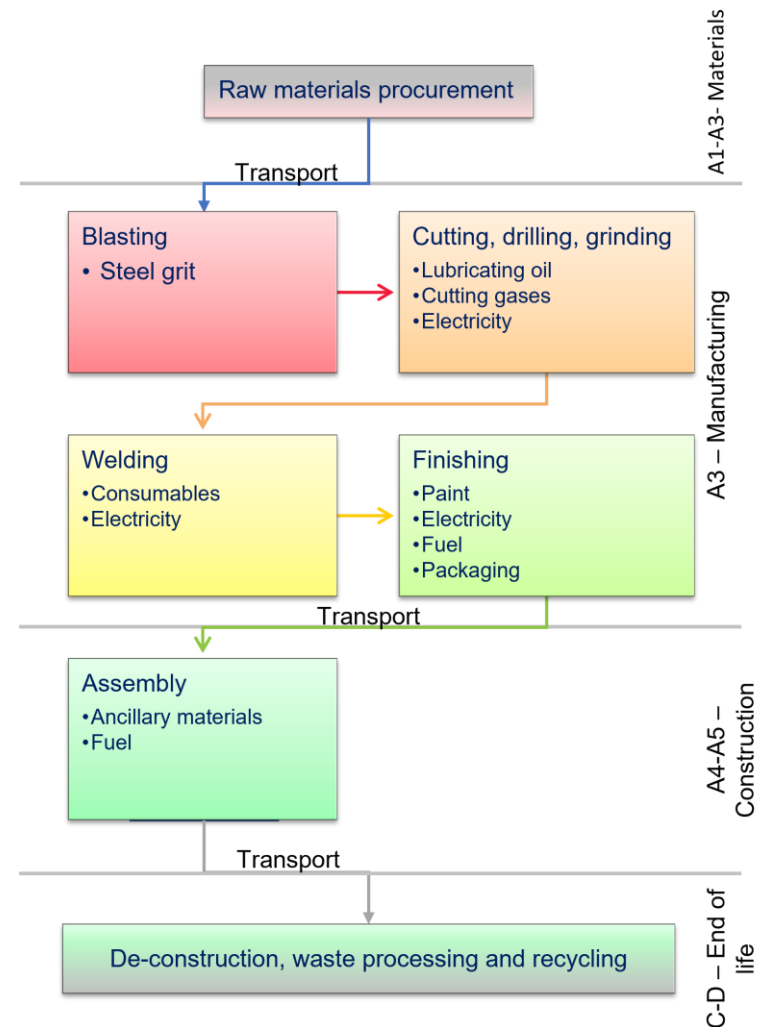 Raw materials procurement
A1-A3- Materials
Transport
Blasting
• Steel grit
Cutting, drilling, grinding
•Lubricating oil
•Cutting gases
•Electricity
A3 – Manufacturing
Welding
•Consumables
•Electricity
Finishing
•Paint
•Electricity
•Fuel
•Packaging
Transport
Assembly
•Ancillary materials
•Fuel
A4-A5 –
Construction
Transport
De-construction, waste processing and recycling
C-D – End of
life